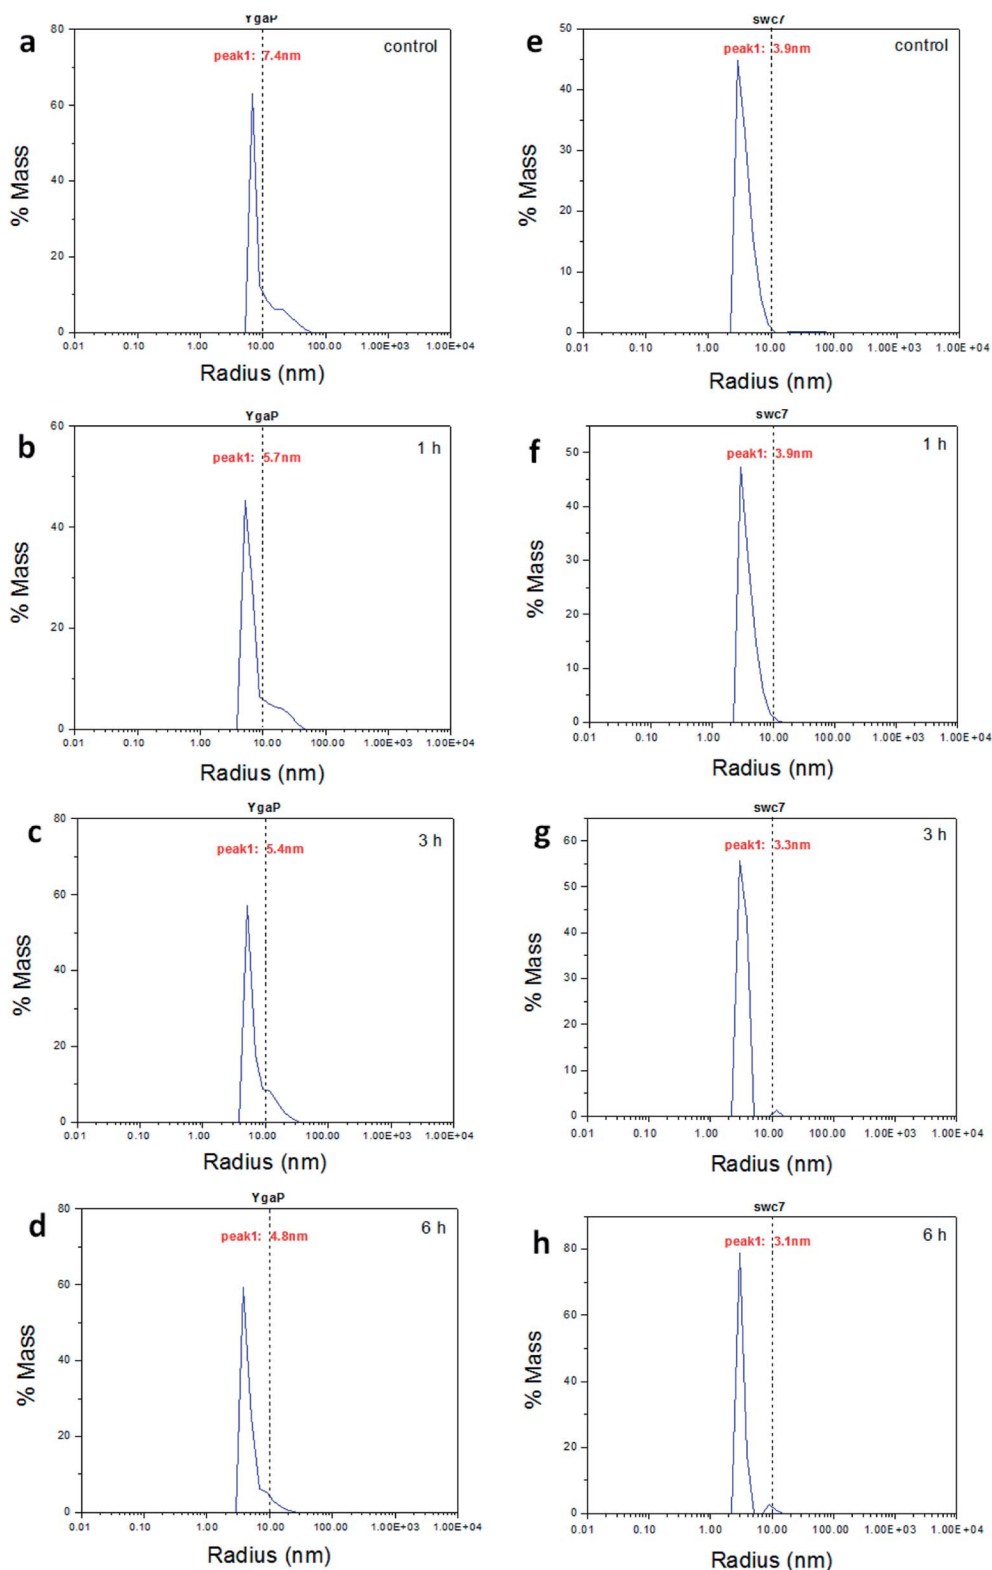 a
YgaP
peak1: 7.4nm
control
80
60
40
20
0
% Mass
0.01 0.10 1.00 10.00 100.00 1.00E+03 1.00E+04
Radius (nm)
e
swc7
peak1: 3.9nm
control
50
40
30
20
10
0
% Mass
0.01 0.10 1.00 10.00 100.00 1.00E+03 1.00E+04
Radius (nm)
b
YgaP
peak1: 5.7nm
1 h
60
40
20
0
% Mass
0.01 0.10 1.00 10.00 100.00 1.00E+03 1.00E+04
Radius (nm)
f
swc7
peak1: 3.9nm
1 h
50
40
30
20
10
0
% Mass
0.01 0.10 1.00 10.00 100.00 1.00E+03 1.00E+04
Radius (nm)
c
YgaP
peak1: 5.4nm
3 h
80
60
40
20
0
% Mass
0.01 0.10 1.00 10.00 100.00 1.00E+03 1.00E+04
Radius (nm)
g
swc7
peak1: 3.3nm
3 h
60
50
40
30
20
10
0
% Mass
0.01 0.10 1.00 10.00 100.00 1.00E+03 1.00E+04
Radius (nm)
d
YgaP
peak1: 4.8nm
6 h
80
60
40
20
0
% Mass
0.01 0.10 1.00 10.00 100.00 1.00E+03 1.00E+04
Radius (nm)
h
swc7
peak1: 3.1nm
6 h
80
60
40
20
0
% Mass
0.01 0.10 1.00 10.00 100.00 1.00E+03 1.00E+04
Radius (nm)